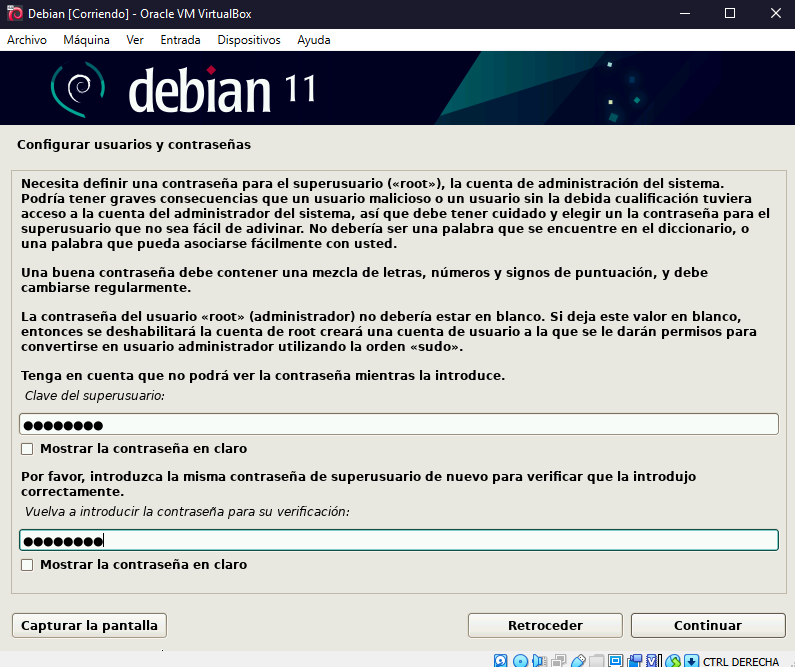 Debian [Corriendo] - Oracle VM VirtualBox
Archivo Máquina Ver Entrada Dispositivos Ayuda
debian 11
Configurar usuarios y contraseñas
Necesita definir una contraseña para el superusuario («root»), la cuenta de administración del sistema.
Podría tener graves consecuencias que un usuario malicioso o un usuario sin la debida cualificación tuviera
acceso a la cuenta del administrador del sistema, así que debe tener cuidado y elegir un la contraseña para el
superusuario que no sea fácil de adivinar. No debería ser una palabra que se encuentre en el diccionario, o
una palabra que pueda asociarse fácilmente con usted.
Una buena contraseña debe contener una mezcla de letras, números y signos de puntuación, y debe
cambiarse regularmente.
La contraseña del usuario «root» (administrador) no debería estar en blanco. Si deja este valor en blanco,
entonces se deshabilitará la cuenta de root creará una cuenta de usuario a la que se le darán permisos para
convertirse en usuario administrador utilizando la orden «sudo».
Tenga en cuenta que no podrá ver la contraseña mientras la introduce.
Clave del superusuario:
●●●●●●●●
Mostrar la contraseña en claro
Por favor, introduzca la misma contraseña de superusuario de nuevo para verificar que la introdujo
correctamente.
Vuelva a introducir la contraseña para su verificación:
●●●●●●●●
Mostrar la contraseña en claro
Capturar la pantalla Retroceder Continuar
CTRL DERECHA